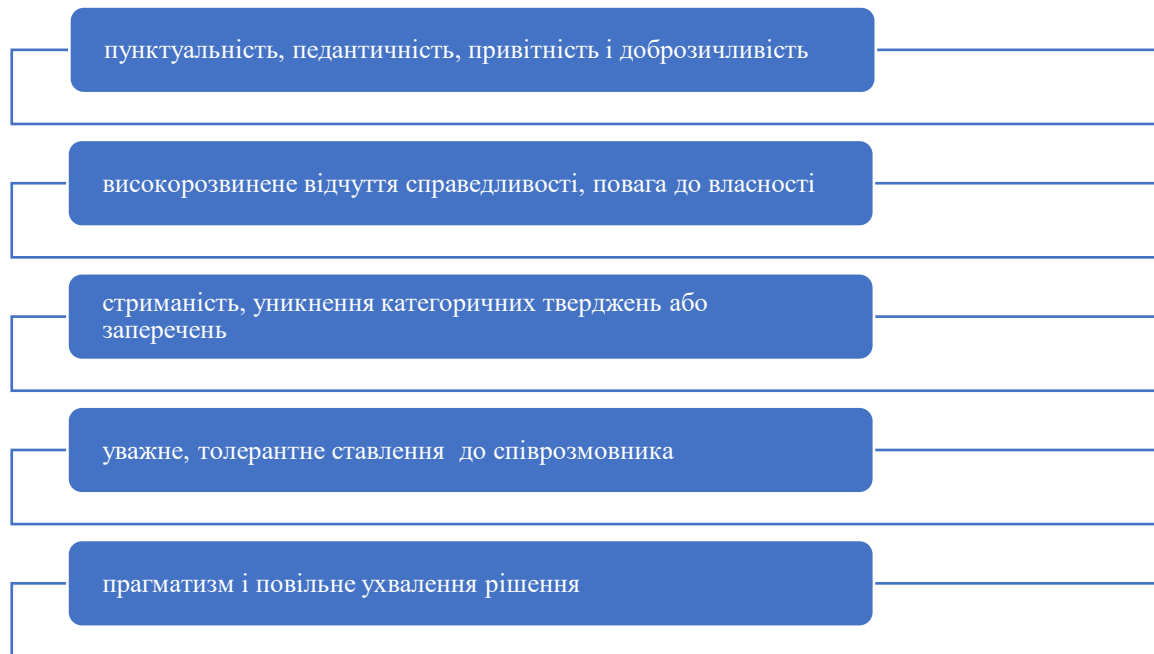 пунктуальність, педантичність, привітність і доброзичливість
високорозвинене відчуття справедливості, повага до власності
стриманість, уникнення категоричних тверджень або
заперечень
уважне, толерантне ставлення  до співрозмовника
прагматизм і повільне ухвалення рішення